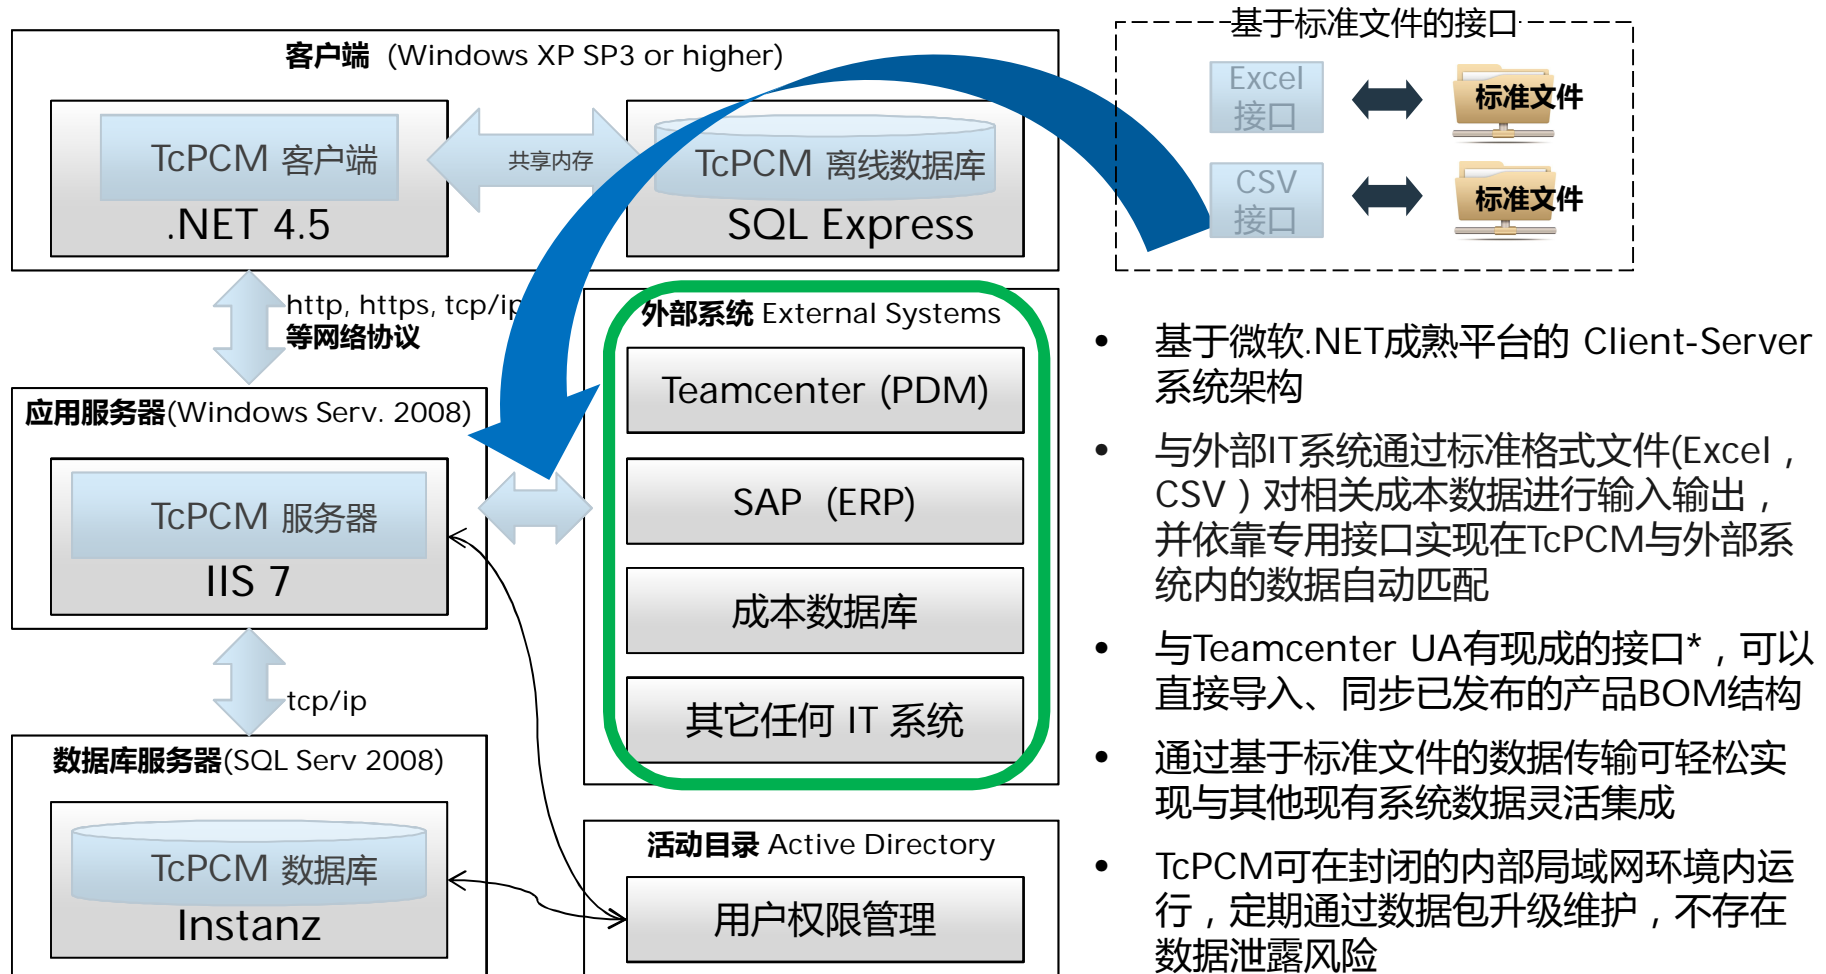 基于标准文件的接口
客户端 (Windows XP SP3 or higher)
Excel
接口
标准文件
TcPCM 客户端
共享内存
TcPCM 离线数据库
CSV
接口
标准文件
.NET 4.5
SQL Express
http, https, tcp/ip
等网络协议
外部系统 External Systems
Teamcenter (PDM)
SAP (ERP)
成本数据库
其它任何 IT 系统
应用服务器(Windows Serv. 2008)
TcPCM 服务器
IIS 7
tcp/ip
数据库服务器(SQL Serv 2008)
TcPCM 数据库
Instanz
活动目录 Active Directory
用户权限管理
• 基于微软.NET成熟平台的 Client-Server
系统架构
• 与外部IT系统通过标准格式文件(Excel，
CSV）对相关成本数据进行输入输出，
并依靠专用接口实现在TcPCM与外部系
统内的数据自动匹配
• 与Teamcenter UA有现成的接口*，可以
直接导入、同步已发布的产品BOM结构
• 通过基于标准文件的数据传输可轻松实
现与其他现有系统数据灵活集成
• TcPCM可在封闭的内部局域网环境内运
行，定期通过数据包升级维护，不存在
数据泄露风险